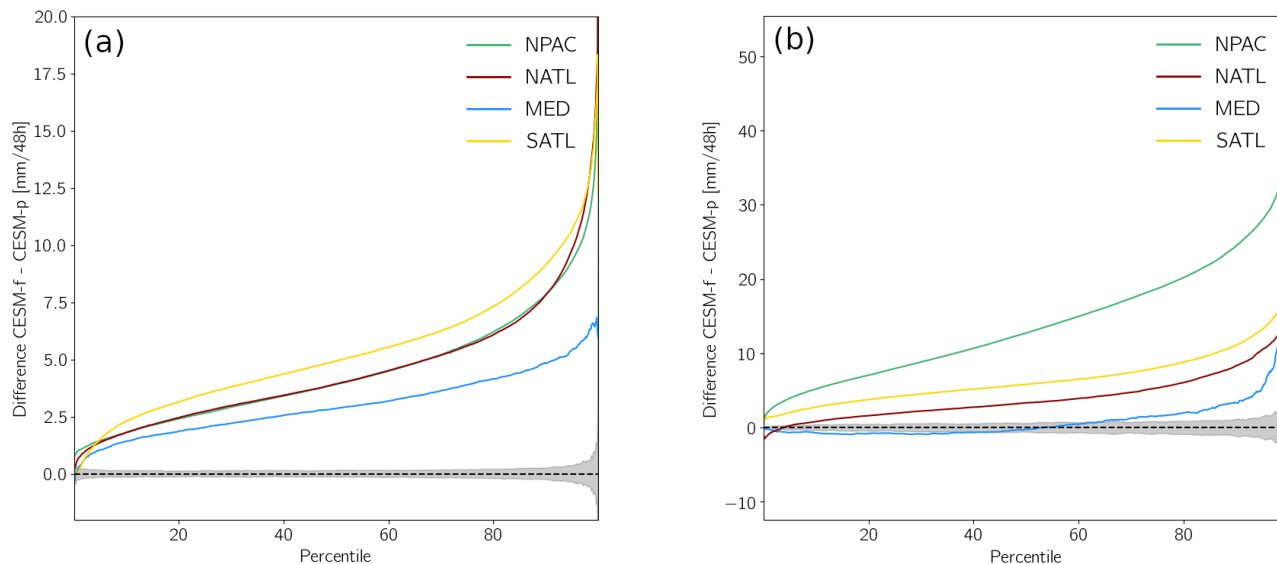 (a)
NPAC
NATL
MED
SATL
20.0
17.5
15.0
12.5
10.0
7.5
5.0
2.5
0.0
Difference CESM-f - CESM-p [mm/48h]
20
40
60
80
Percentile
(b)
NPAC
NATL
MED
SATL
50
40
30
20
10
0
−10
Difference CESM-f - CESM-p [mm/48h]
20
40
60
80
Percentile